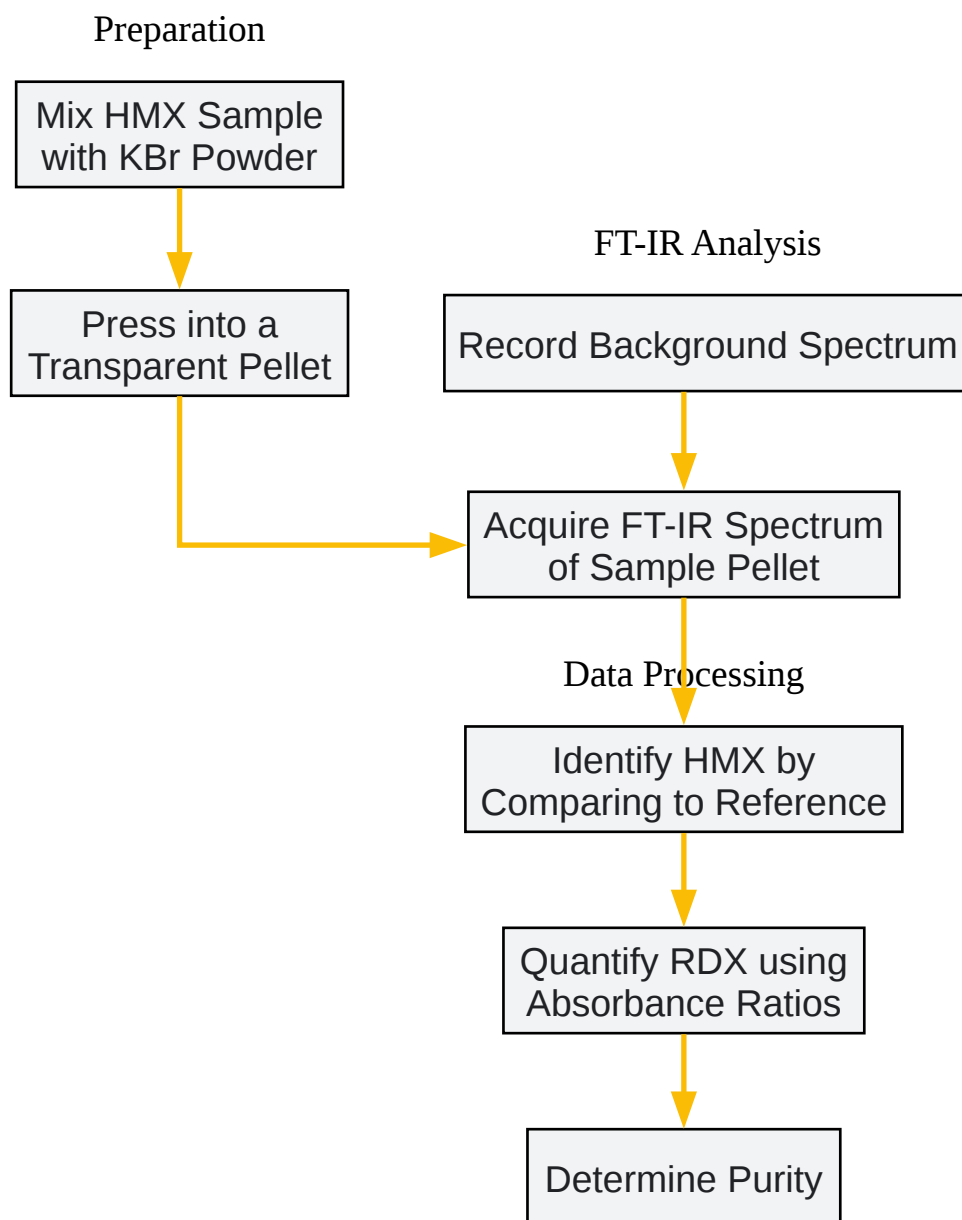 Preparation
Mix HMX Sample
with KBr Powder
Press into a
Transparent Pellet
FT-IR Analysis
Record Background Spectrum
Acquire FT-IR Spectrum
of Sample Pellet
Data Processing
Identify HMX by
Comparing to Reference
Quantify RDX using
Absorbance Ratios
Determine Purity